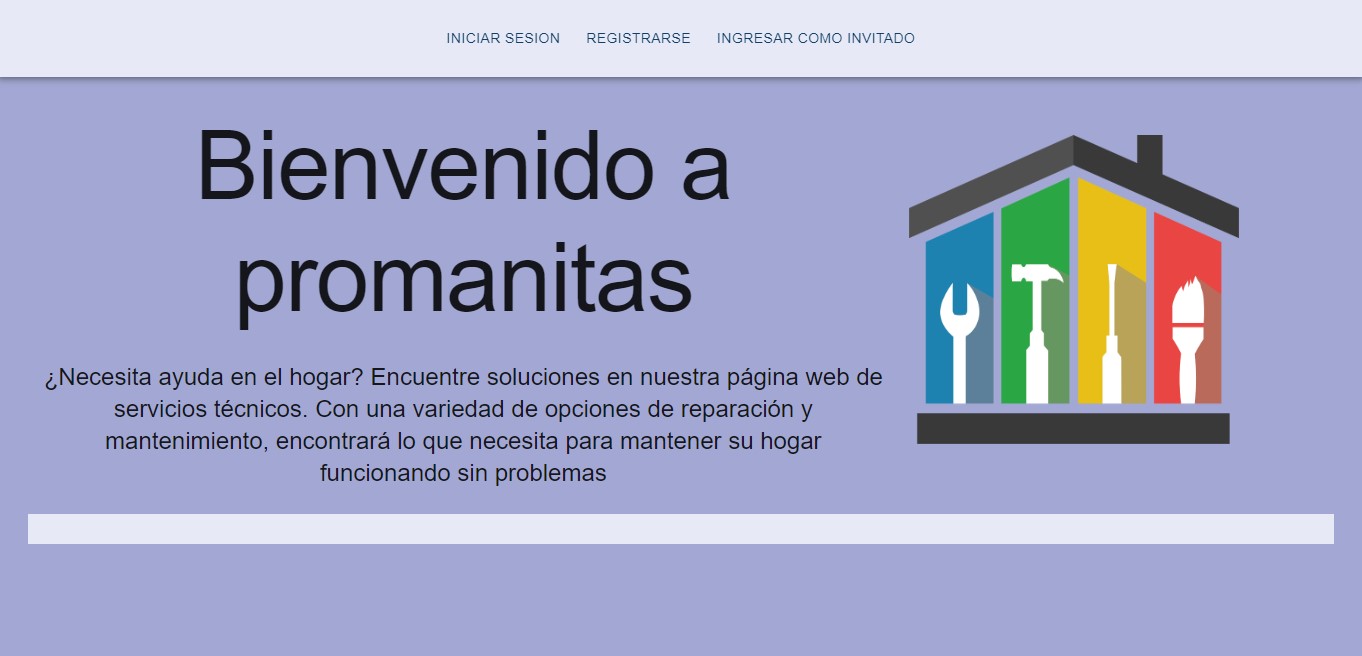 INICIAR SESION REGISTRARSE INGRESAR COMO INVITADO
Bienvenido a
promanitas
¿Necesita ayuda en el hogar? Encuentre soluciones en nuestra página web de
servicios técnicos. Con una variedad de opciones de reparación y
mantenimiento, encontrará lo que necesita para mantener su hogar
funcionando sin problemas